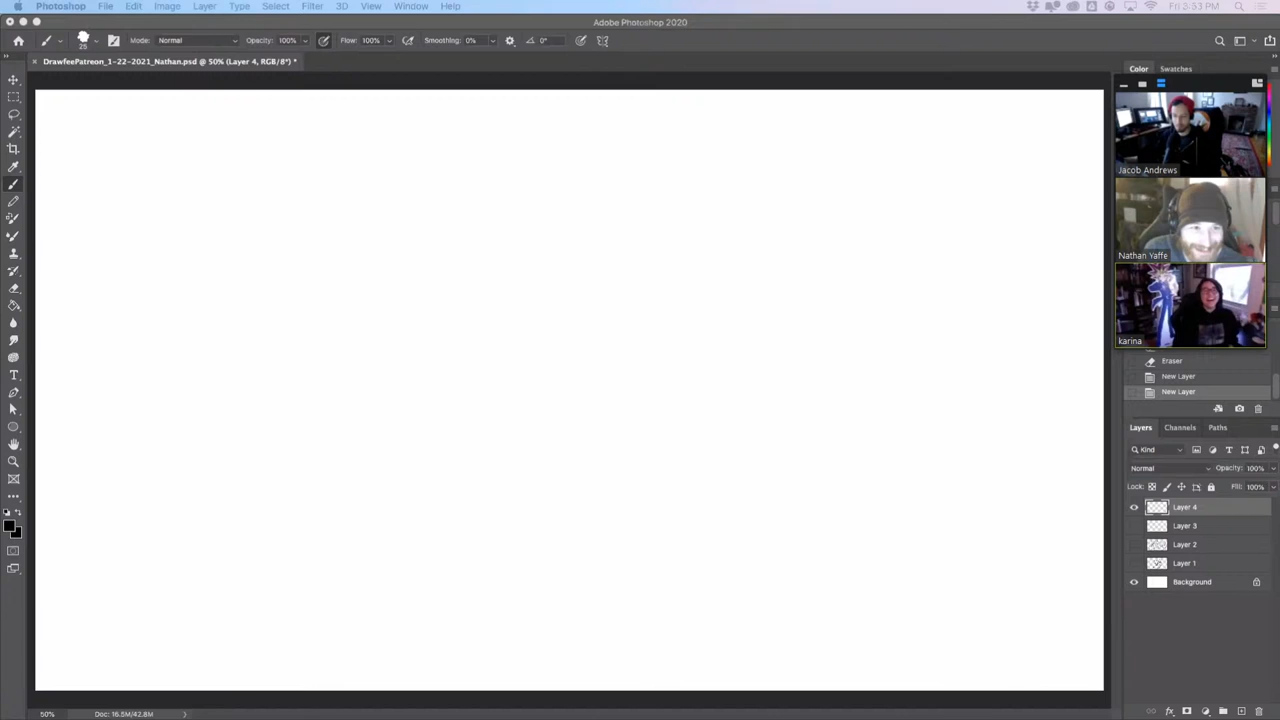 Photoshop File Edit Image Layer Type Select Filter 3D View Window Help Fri 3:53 PM
Adobe Photoshop 2020
25 Mode: Normal Opacity: 100% Flow: 100% Smoothing: 0% 0°
DrawfeePatreon_1-22-2021_Nathan.psd @ 50% (Layer 4, RGB/8*) *
Color Swatches
Jacob Andrews
Nathan Yaffe
karina
Eraser
New Layer
New Layer
Layers Channels Paths
Kind
Normal Opacity: 100%
Lock: Fill: 100%
Layer 4
Layer 3
Layer 2
Layer 1
Background
50% Doc: 16.5M/42.8M